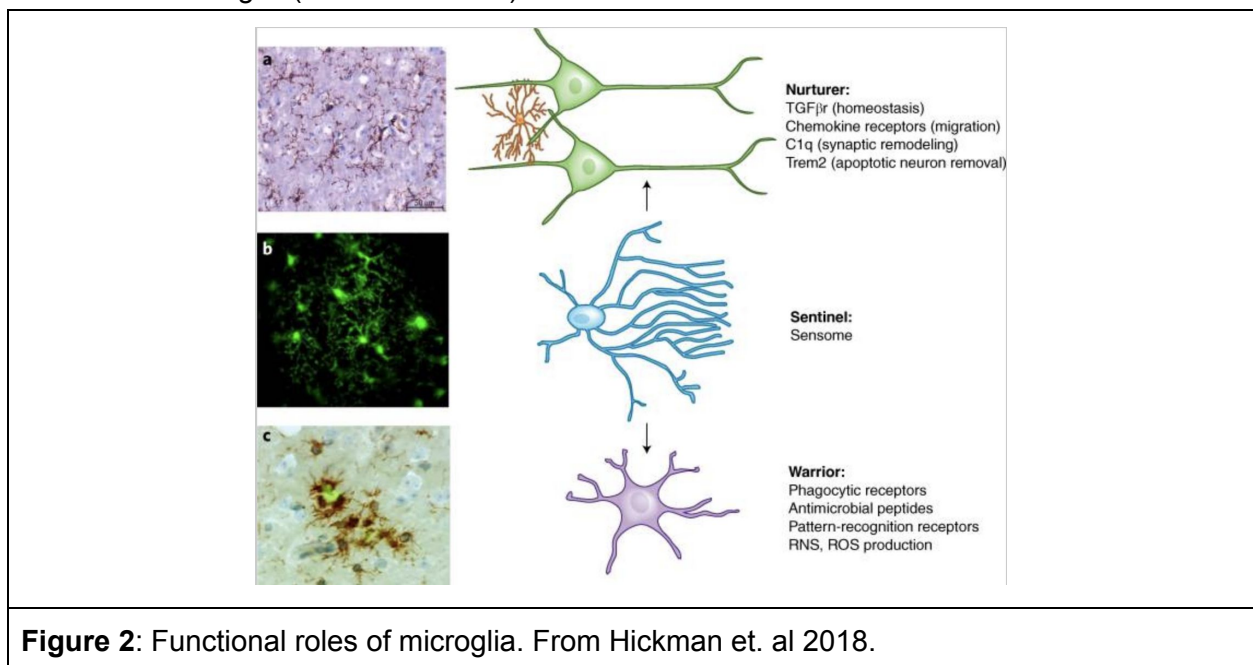 a
Nurturer:
TGFβr (homeostasis)
Chemokine receptors (migration)
C1q (synaptic remodeling)
Trem2 (apoptotic neuron removal)
b
Sentinel:
Sensome
c
Warrior:
Phagocytic receptors
Antimicrobial peptides
Pattern-recognition receptors
RNS, ROS production
Figure 2: Functional roles of microglia. From Hickman et. al 2018.